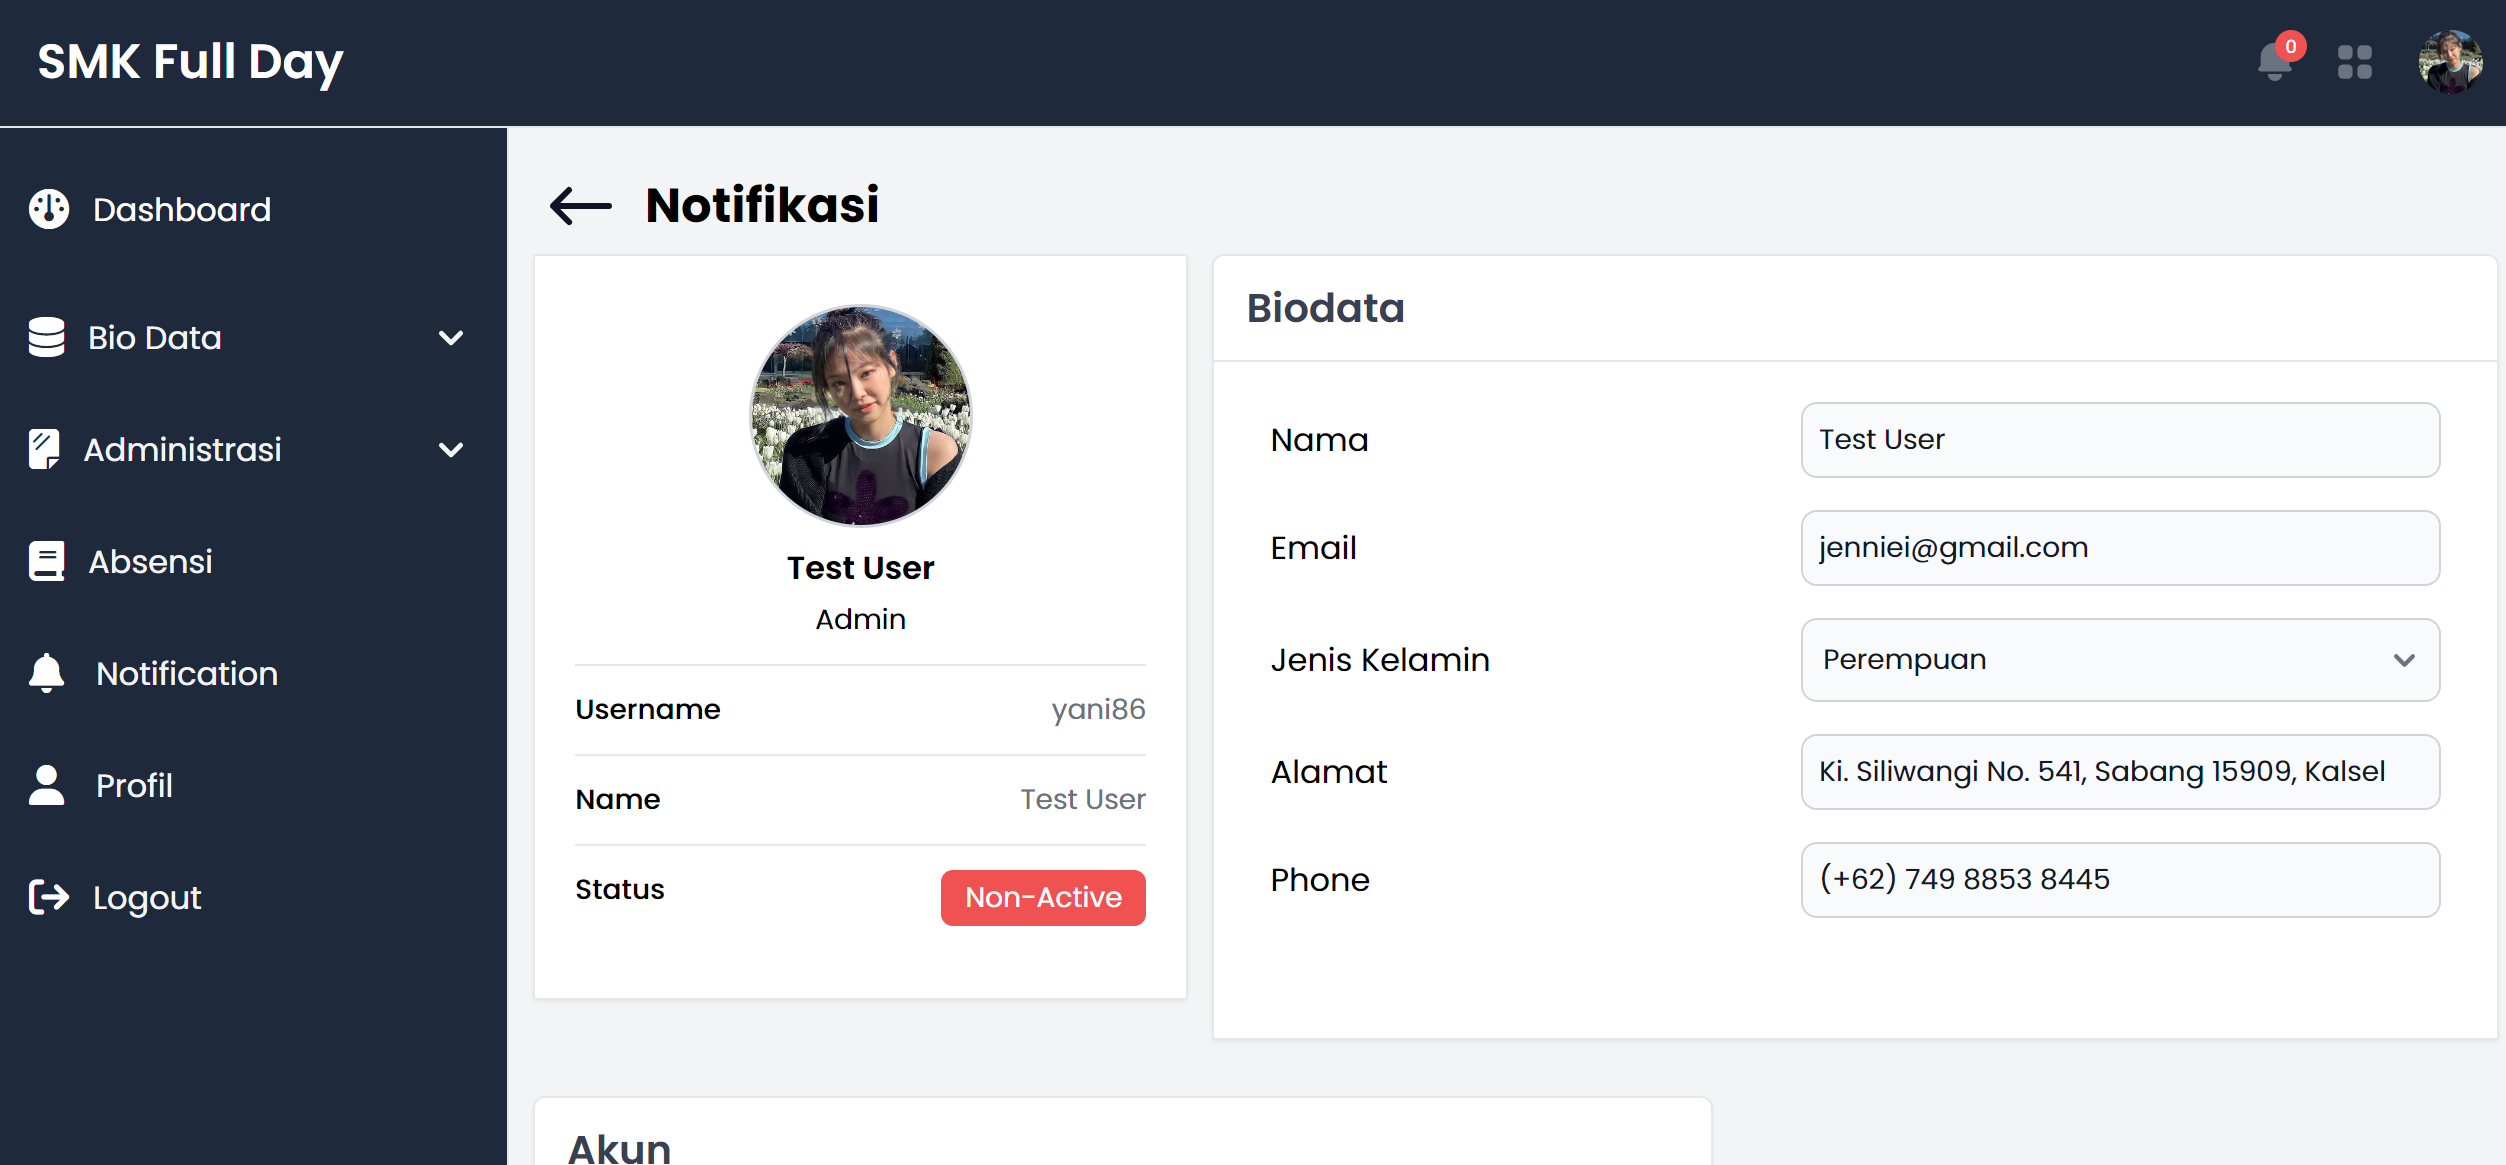 SMK Full Day
0
Dashboard
Bio Data
Administrasi
Absensi
Notification
Profil
Logout
Notifikasi
Test User
Admin
Username yani86
Name Test User
Status Non-Active
Biodata
Nama Test User
Email jenniei@gmail.com
Jenis Kelamin Perempuan
Alamat Ki. Siliwangi No. 541, Sabang 15909, Kalsel
Phone (+62) 749 8853 8445
Akun